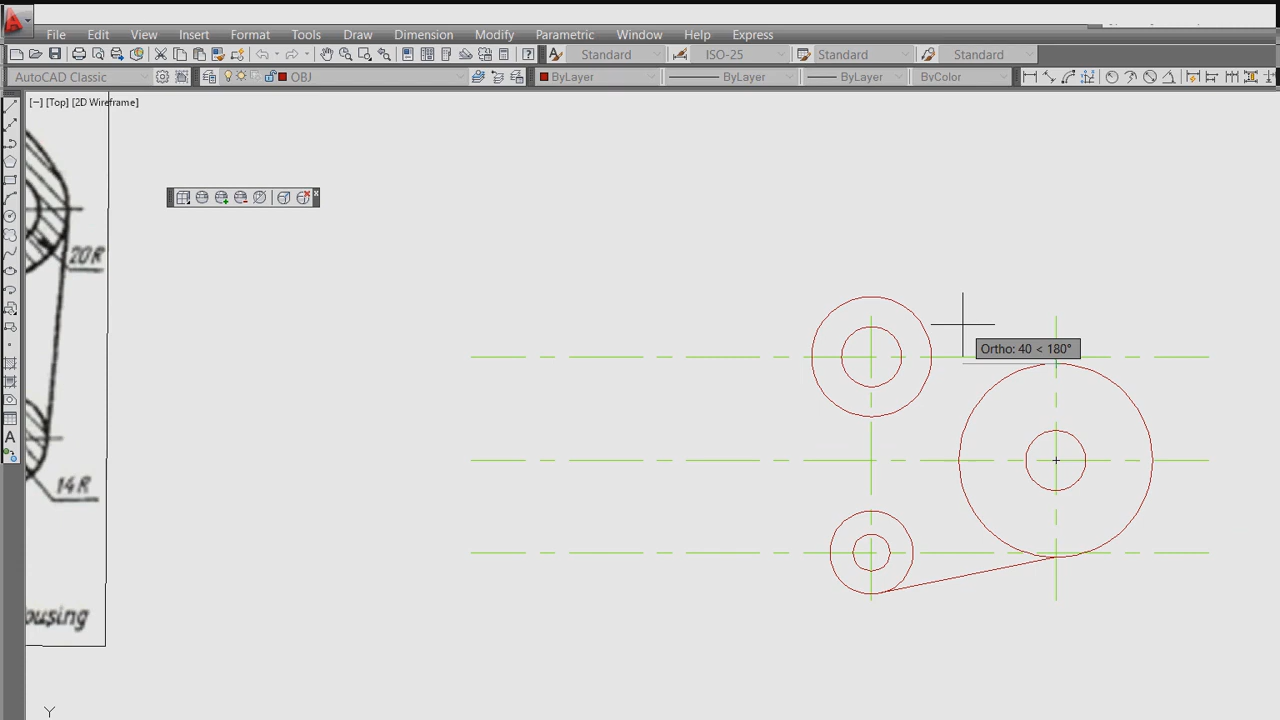 File Edit View Insert Format Tools Draw Dimension Modify Parametric Window Help Express
Standard ISO-25 Standard Standard
AutoCAD Classic OBJ ByLayer ByLayer ByLayer ByColor
[−] [Top] [2D Wireframe]
20R
Ortho: 40 < 180°
14R
A
Y